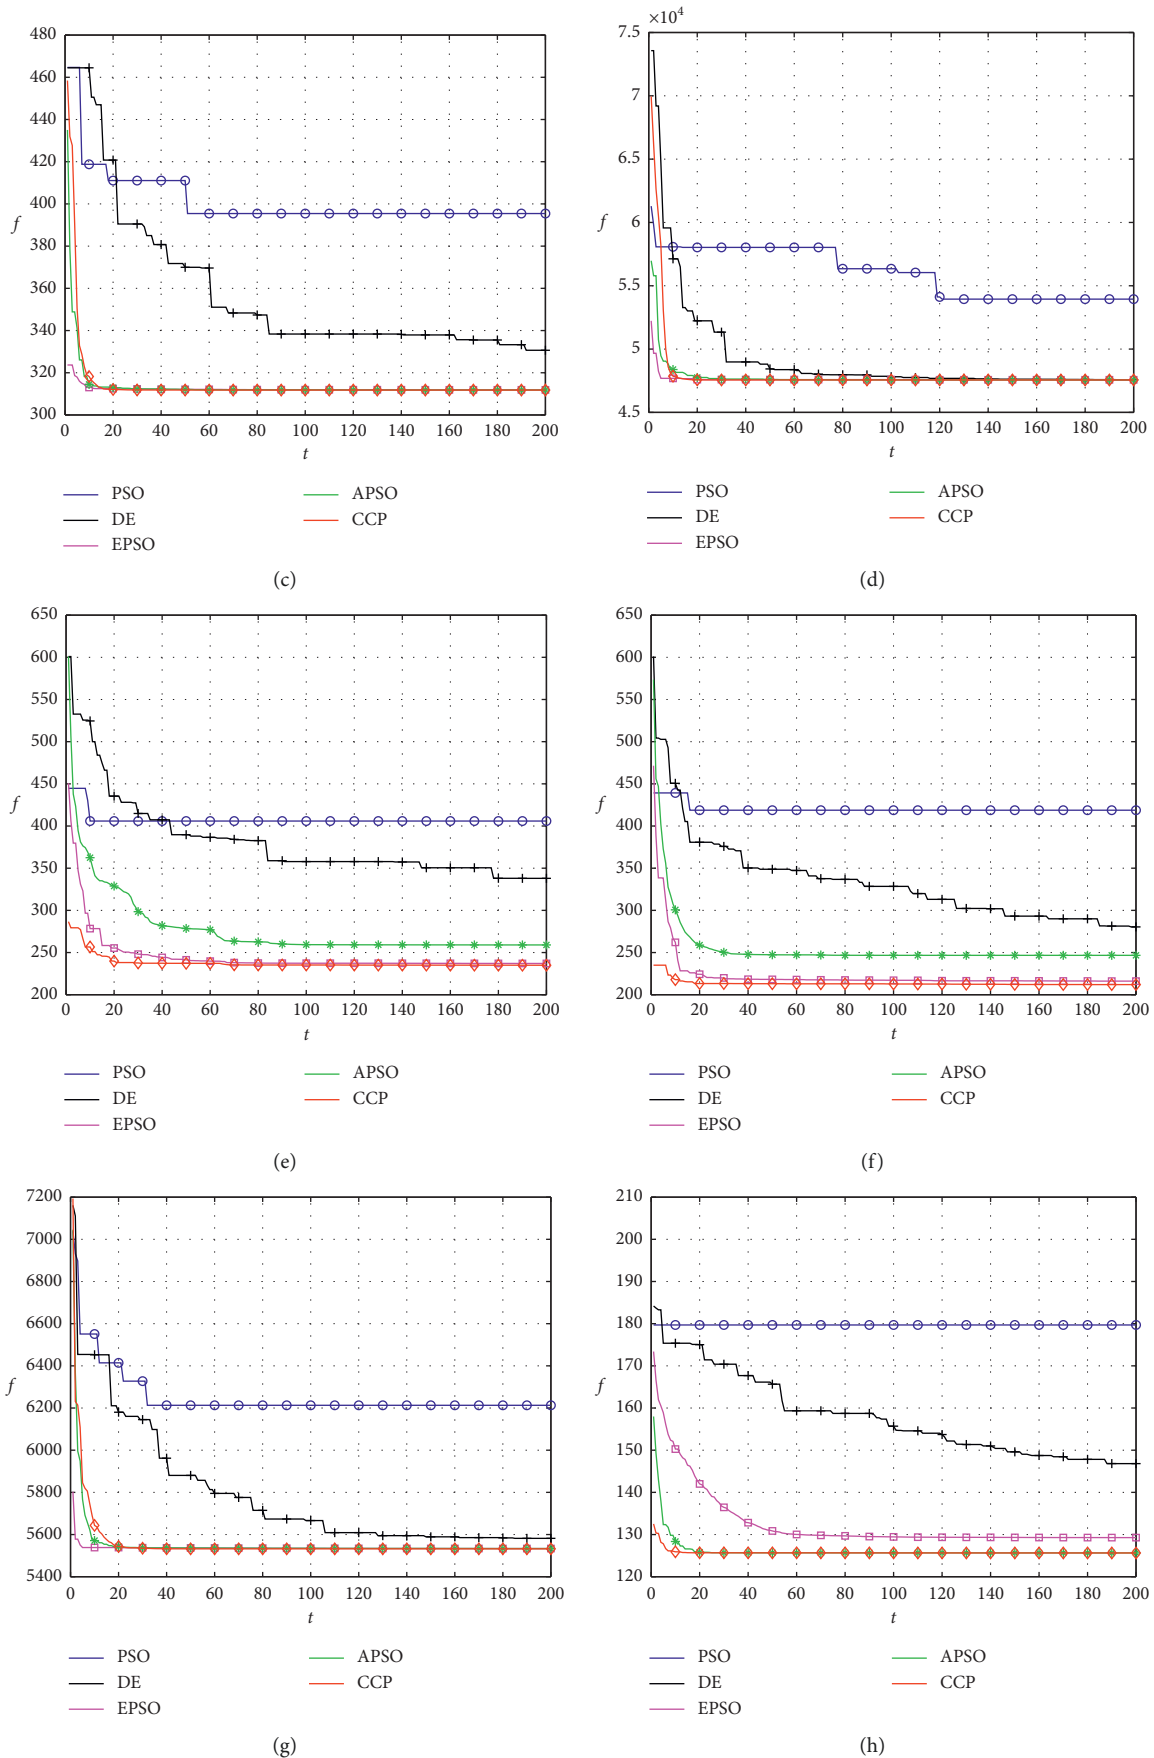 480
460
440
420
400
380
360
340
320
300
f
0 20 40 60 80 100 120 140 160 180 200
t
PSO
DE
EPSO
APSO
CCP
(c)
×10⁴
7.5
7
6.5
6
5.5
5
4.5
f
0 20 40 60 80 100 120 140 160 180 200
t
PSO
DE
EPSO
APSO
CCP
(d)
650
600
550
500
450
400
350
300
250
200
f
0 20 40 60 80 100 120 140 160 180 200
t
PSO
DE
EPSO
APSO
CCP
(e)
650
600
550
500
450
400
350
300
250
200
f
0 20 40 60 80 100 120 140 160 180 200
t
PSO
DE
EPSO
APSO
CCP
(f)
7200
7000
6800
6600
6400
6200
6000
5800
5600
5400
f
0 20 40 60 80 100 120 140 160 180 200
t
PSO
DE
EPSO
APSO
CCP
(g)
210
200
190
180
170
160
150
140
130
120
f
0 20 40 60 80 100 120 140 160 180 200
t
PSO
DE
EPSO
APSO
CCP
(h)